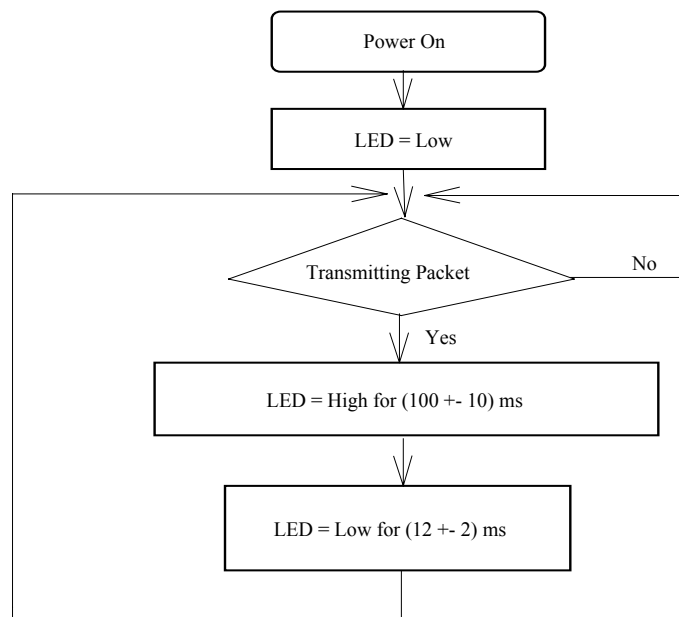 Power On
LED = Low
Transmitting Packet
No
Yes
LED = High for (100 +- 10) ms
LED = Low for (12 +- 2) ms